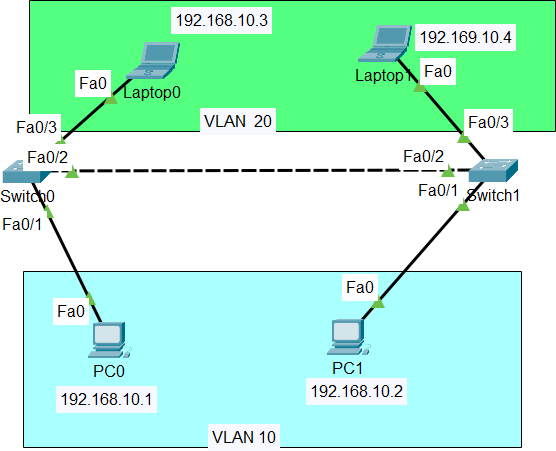 192.168.10.3
192.169.10.4
Laptop0
Laptop1
Fa0
Fa0
VLAN 20
Fa0/3
Fa0/3
Fa0/2
Fa0/2
Switch0
Fa0/1
Switch1
Fa0/1
Fa0
Fa0
PC0
PC1
192.168.10.1
192.168.10.2
VLAN 10